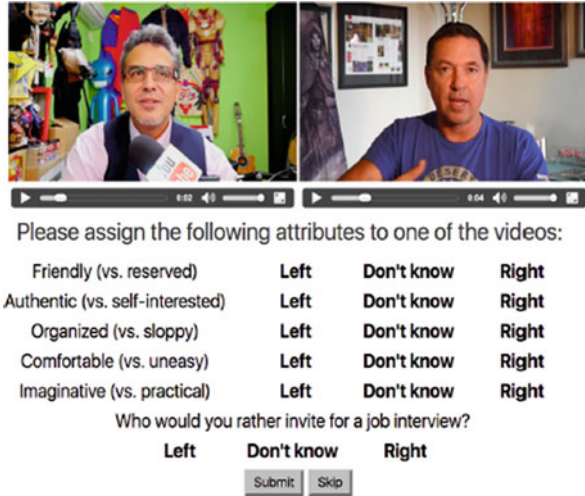 0:02
0:04
Please assign the following attributes to one of the videos:
Friendly (vs. reserved) Left Don't know Right
Authentic (vs. self-interested) Left Don't know Right
Organized (vs. sloppy) Left Don't know Right
Comfortable (vs. uneasy) Left Don't know Right
Imaginative (vs. practical) Left Don't know Right
Who would you rather invite for a job interview?
Left Don't know Right
Submit Skip